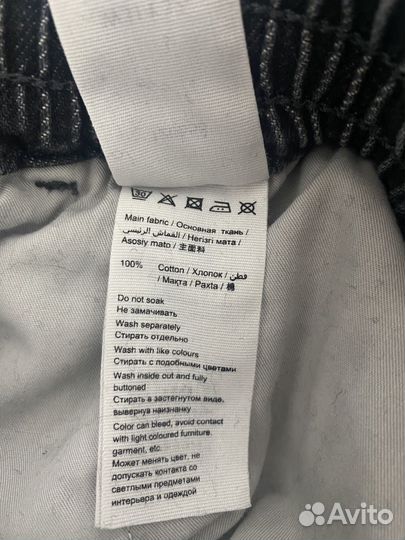 30
Main fabric / Основная ткань /
القماش الرئيسي / Негізгі мата /
Asosiy mato / 主面料
100% Cotton / Хлопок / قطن
/ Мақта / Paxta / 棉
Do not soak
Не замачивать
Wash separately
Стирать отдельно
Wash with like colours
Стирать с подобными цветами
Wash inside out and fully
buttoned
Стирать в застегнутом виде,
вывернув наизнанку
Color can bleed, avoid contact
with light coloured furniture,
garment, etc
Может менять цвет, не
допускать контакта со
светлыми предметами
интерьера и одеждой
Avito